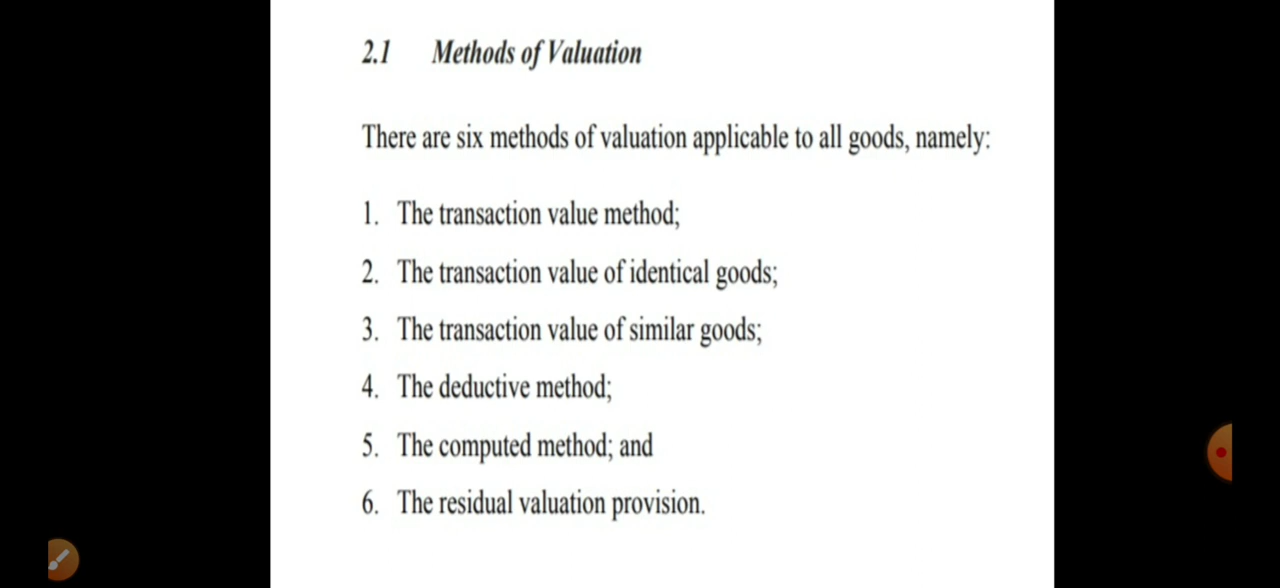 2.1 Methods of Valuation
There are six methods of valuation applicable to all goods, namely:
1. The transaction value method;
2. The transaction value of identical goods;
3. The transaction value of similar goods;
4. The deductive method;
5. The computed method; and
6. The residual valuation provision.